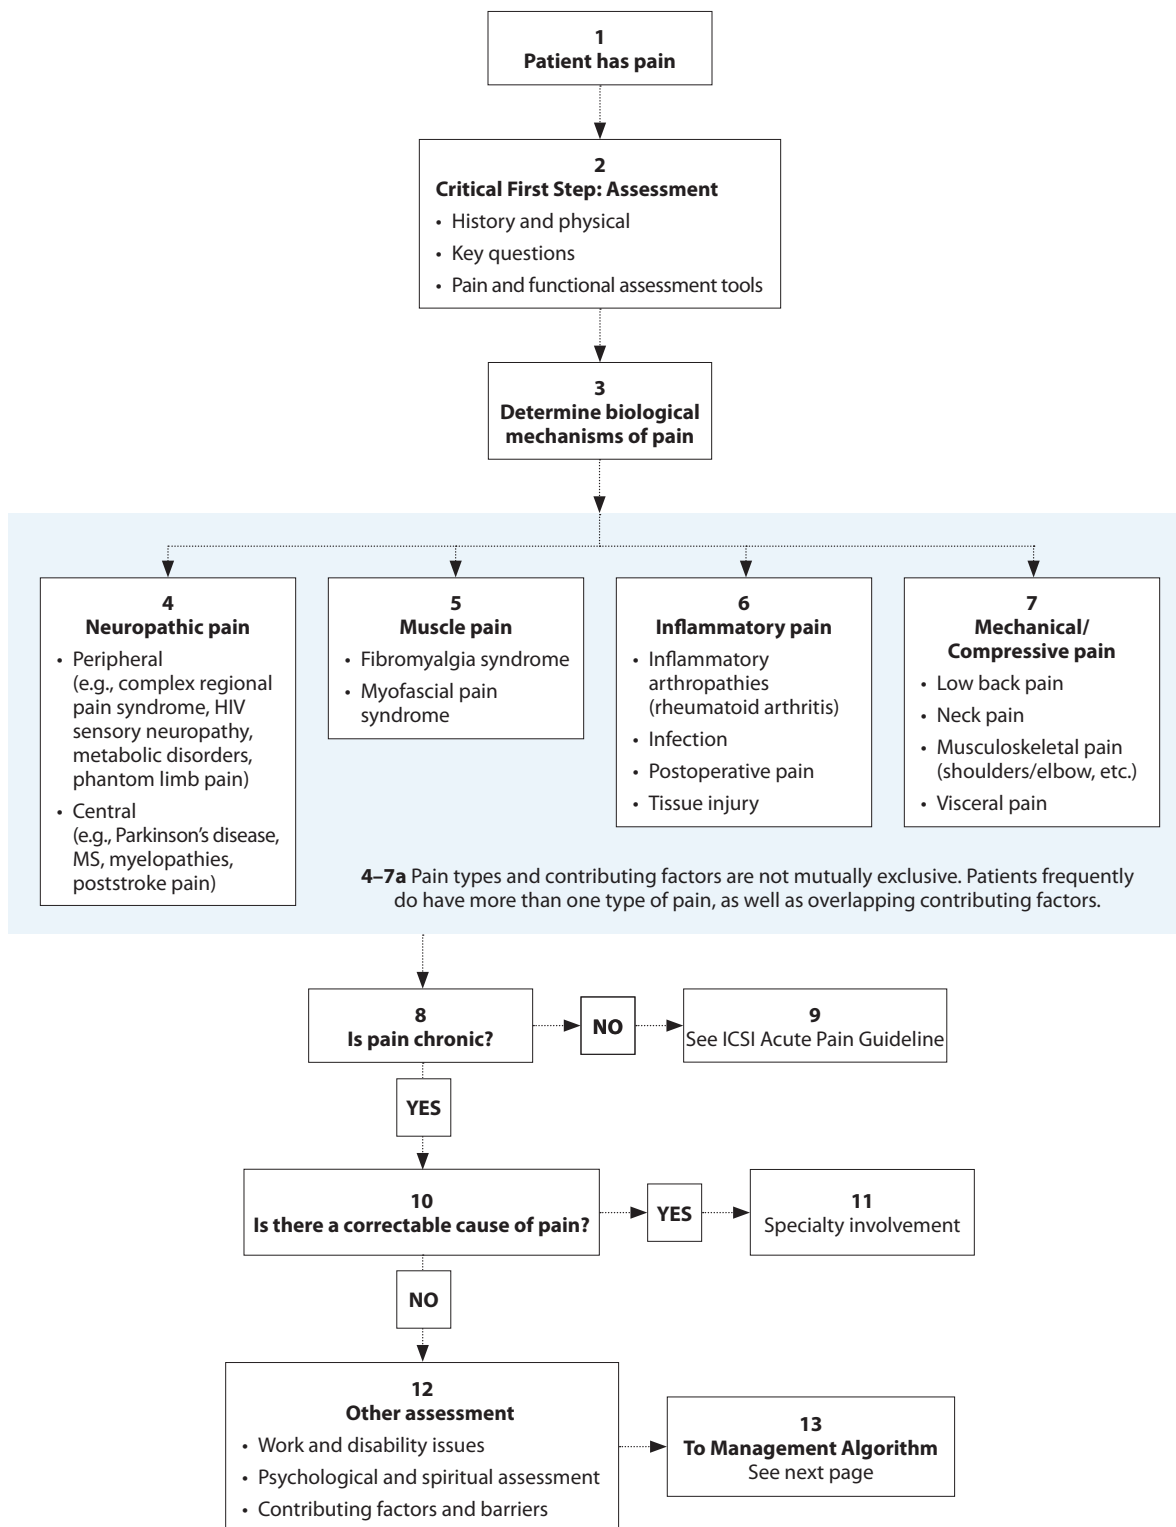 1
Patient has pain
2
Critical First Step: Assessment
• History and physical
• Key questions
• Pain and functional assessment tools
3
Determine biological
mechanisms of pain
4
Neuropathic pain
• Peripheral
(e.g., complex regional
pain syndrome, HIV
sensory neuropathy,
metabolic disorders,
phantom limb pain)
• Central
(e.g., Parkinson’s disease,
MS, myelopathies,
poststroke pain)
5
Muscle pain
• Fibromyalgia syndrome
• Myofascial pain
syndrome
6
Inflammatory pain
• Inflammatory
arthropathies
(rheumatoid arthritis)
• Infection
• Postoperative pain
• Tissue injury
7
Mechanical/
Compressive pain
• Low back pain
• Neck pain
• Musculoskeletal pain
(shoulders/elbow, etc.)
• Visceral pain
4–7a Pain types and contributing factors are not mutually exclusive. Patients frequently
do have more than one type of pain, as well as overlapping contributing factors.
8
Is pain chronic?
NO
9
See ICSI Acute Pain Guideline
YES
10
Is there a correctable cause of pain?
YES
11
Specialty involvement
NO
12
Other assessment
• Work and disability issues
• Psychological and spiritual assessment
• Contributing factors and barriers
13
To Management Algorithm
See next page